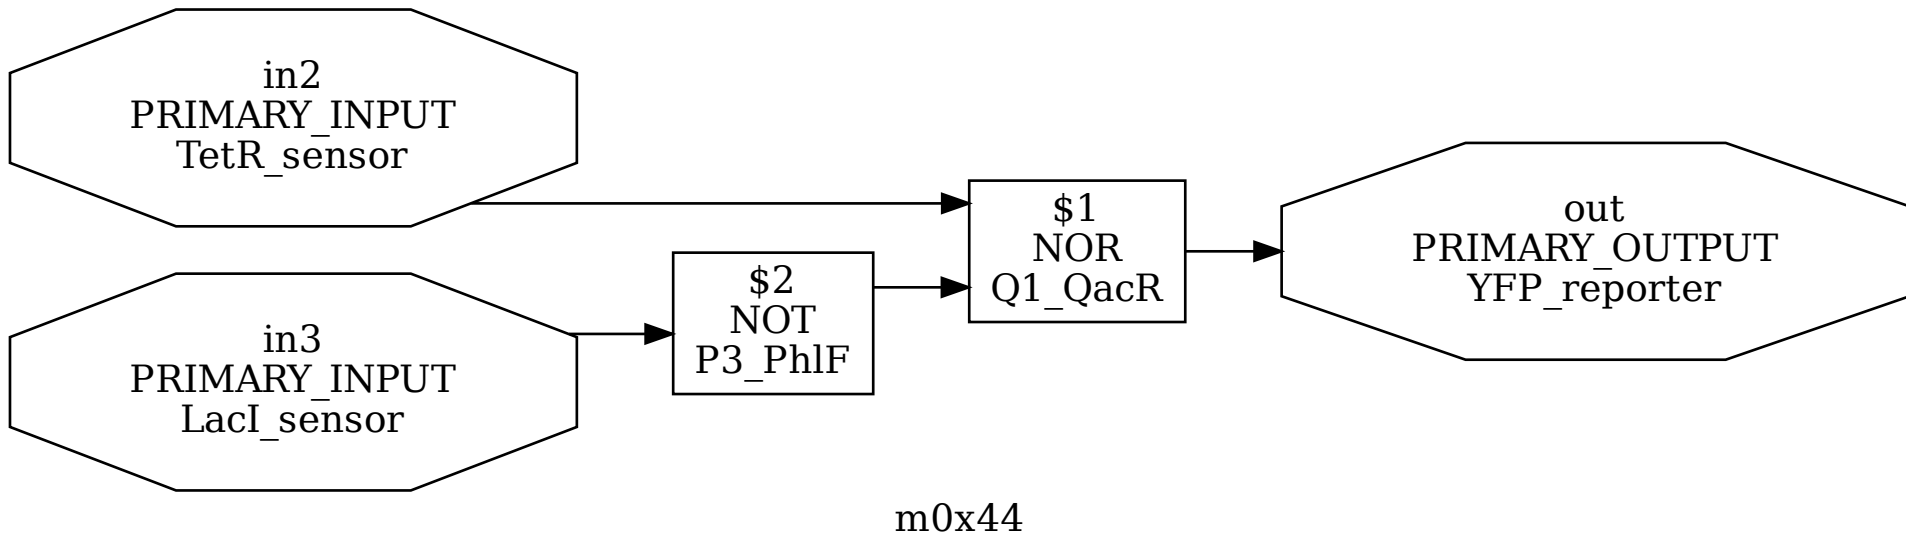 in2
PRIMARY_INPUT
TetR_sensor
in3
PRIMARY_INPUT
LacI_sensor
$2
NOT
P3_PhlF
$1
NOR
Q1_QacR
out
PRIMARY_OUTPUT
YFP_reporter
m0x44